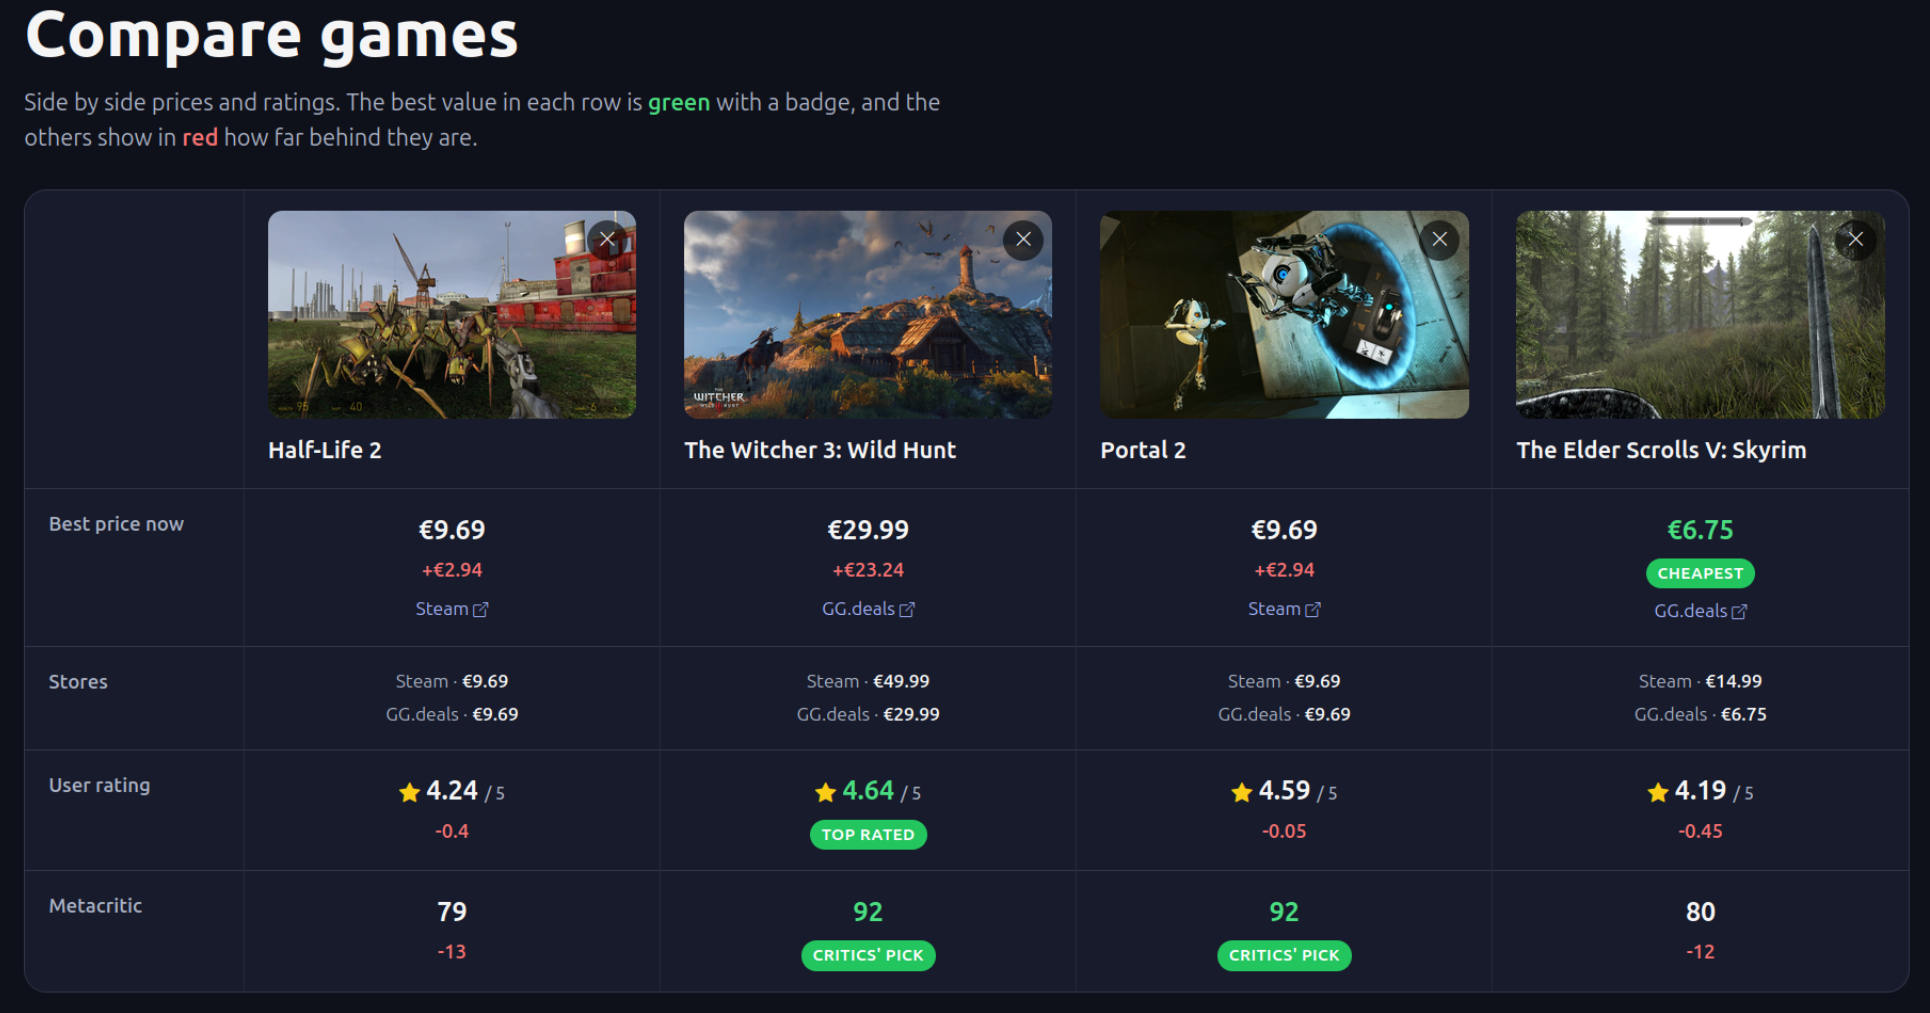 Compare games
Side by side prices and ratings. The best value in each row is green with a badge, and the
others show in red how far behind they are.
THE
WITCHER
WILD HUNT
Half-Life 2
The Witcher 3: Wild Hunt
Portal 2
The Elder Scrolls V: Skyrim
Best price now
€9.69
€29.99
€9.69
€6.75
+€2.94
+€23.24
+€2.94
CHEAPEST
Steam
GG.deals
Steam
GG.deals
Stores
Steam · €9.69
Steam · €49.99
Steam · €9.69
Steam · €14.99
GG.deals · €9.69
GG.deals · €29.99
GG.deals · €9.69
GG.deals · €6.75
User rating
4.24 / 5
4.64 / 5
4.59 / 5
4.19 / 5
-0.4
TOP RATED
-0.05
-0.45
Metacritic
79
92
92
80
-13
CRITICS' PICK
CRITICS' PICK
-12